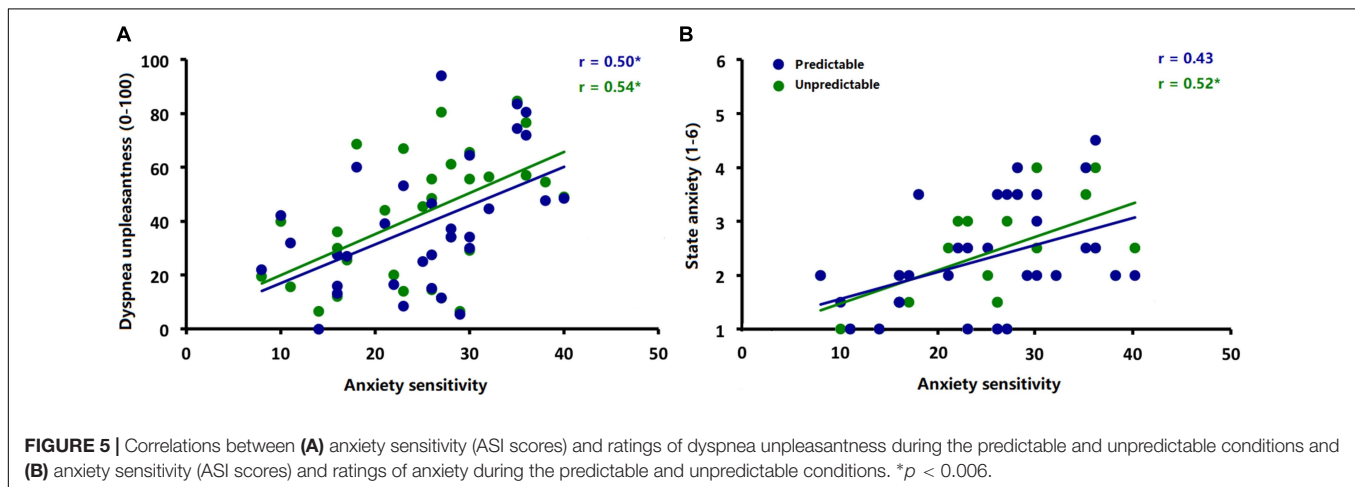 A
r = 0.50*
r = 0.54*
Dyspnea unpleasantness (0-100)
100
80
60
40
20
0
0 10 20 30 40 50
Anxiety sensitivity
B
Predictable
Unpredictable
r = 0.43
r = 0.52*
State anxiety (1-6)
6
5
4
3
2
1
0 10 20 30 40 50
Anxiety sensitivity
FIGURE 5 | Correlations between (A) anxiety sensitivity (ASI scores) and ratings of dyspnea unpleasantness during the predictable and unpredictable conditions and
(B) anxiety sensitivity (ASI scores) and ratings of anxiety during the predictable and unpredictable conditions. *p < 0.006.